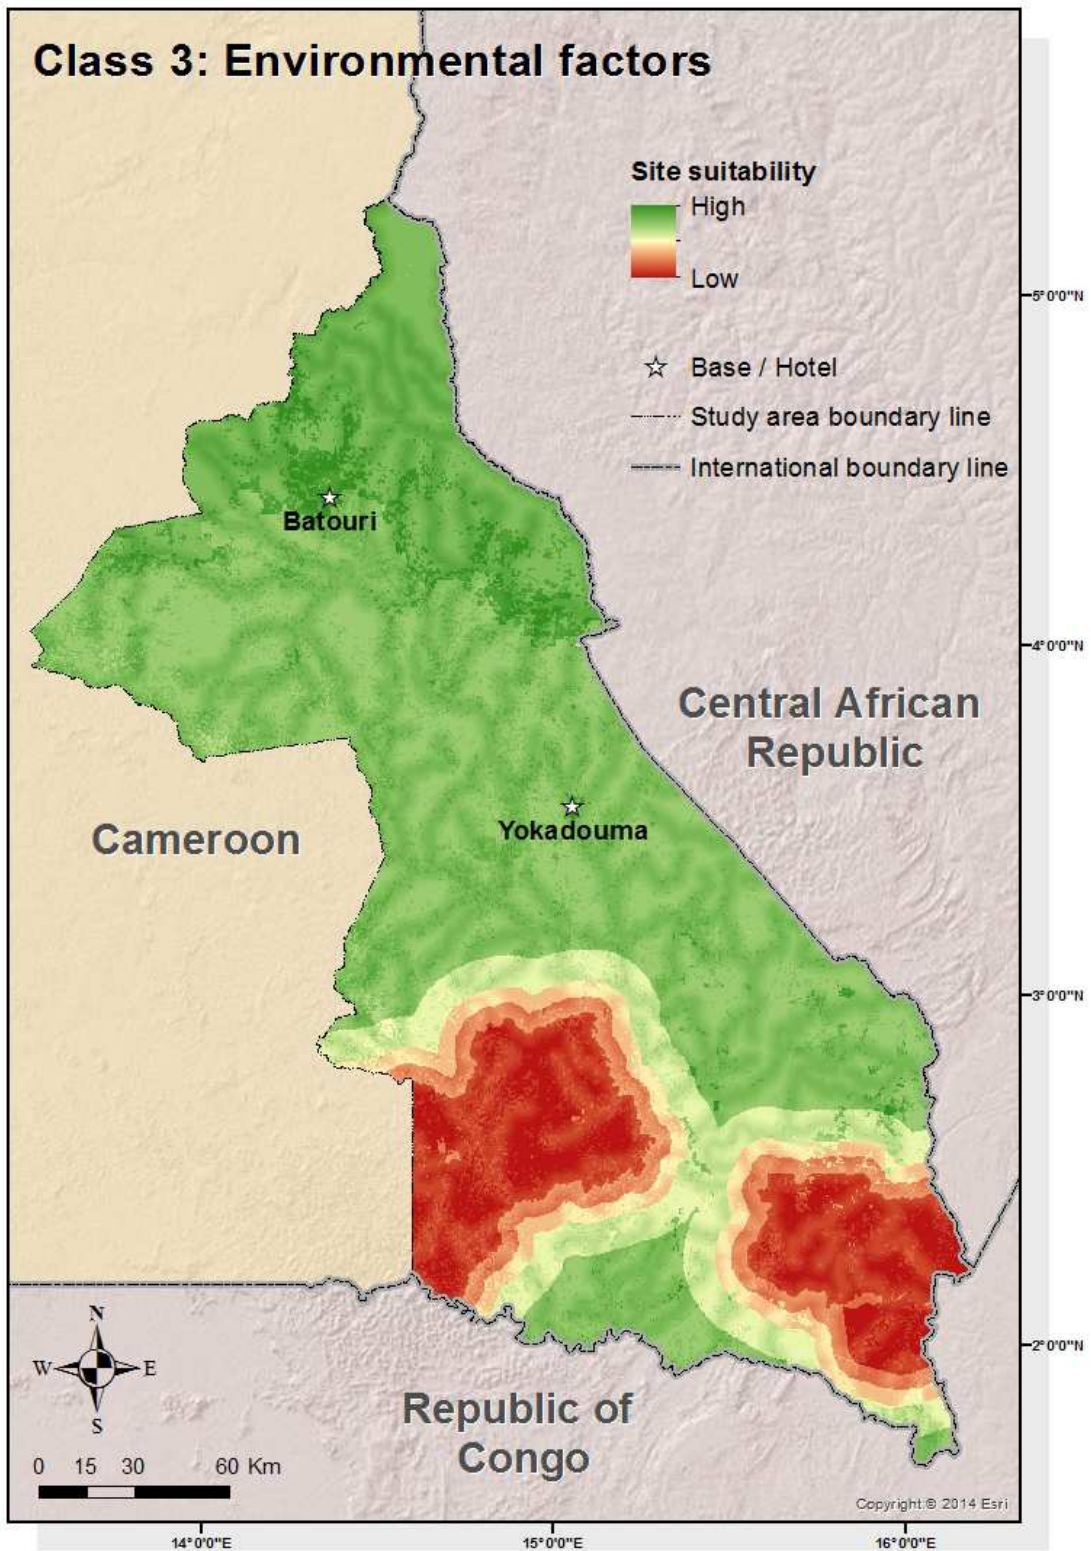 Class 3: Environmental factors
Site suitability
High
Low
Base / Hotel
Study area boundary line
International boundary line
5°0'0"N
Batouri
4°0'0"N
Central African
Republic
Yokadouma
Cameroon
3°0'0"N
2°0'0"N
N
W
E
S
Republic of
Congo
0 15 30 60 Km
Copyright:© 2014 Esri
14°0'0"E 15°0'0"E 16°0'0"E